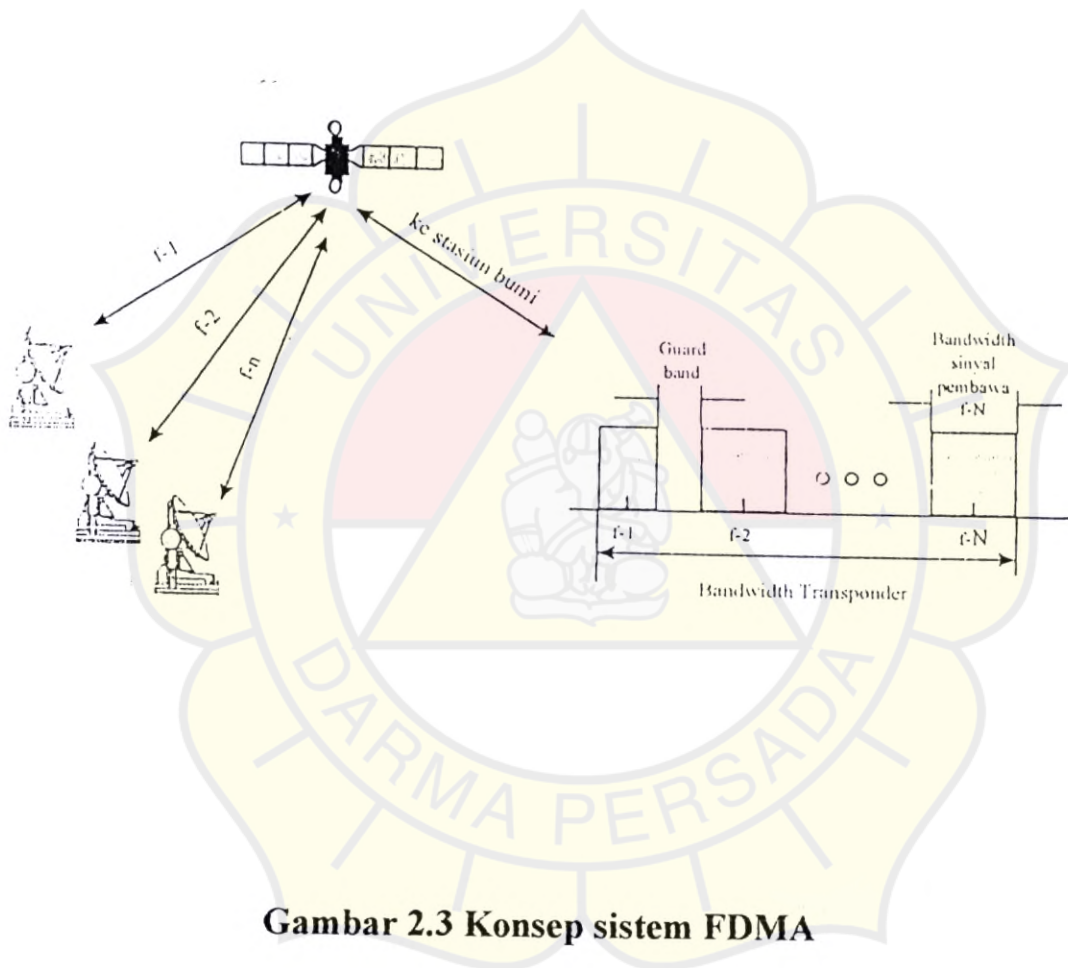 f-1
f-2
f-n
ke stasiun bumi
Guard
band
Bandwidth
sinyal
pembawa
f-N
f-1
f-2
f-N
Bandwidth Transponder
UNIVERSITAS
DARMA PERSADA
Gambar 2.3 Konsep sistem FDMA